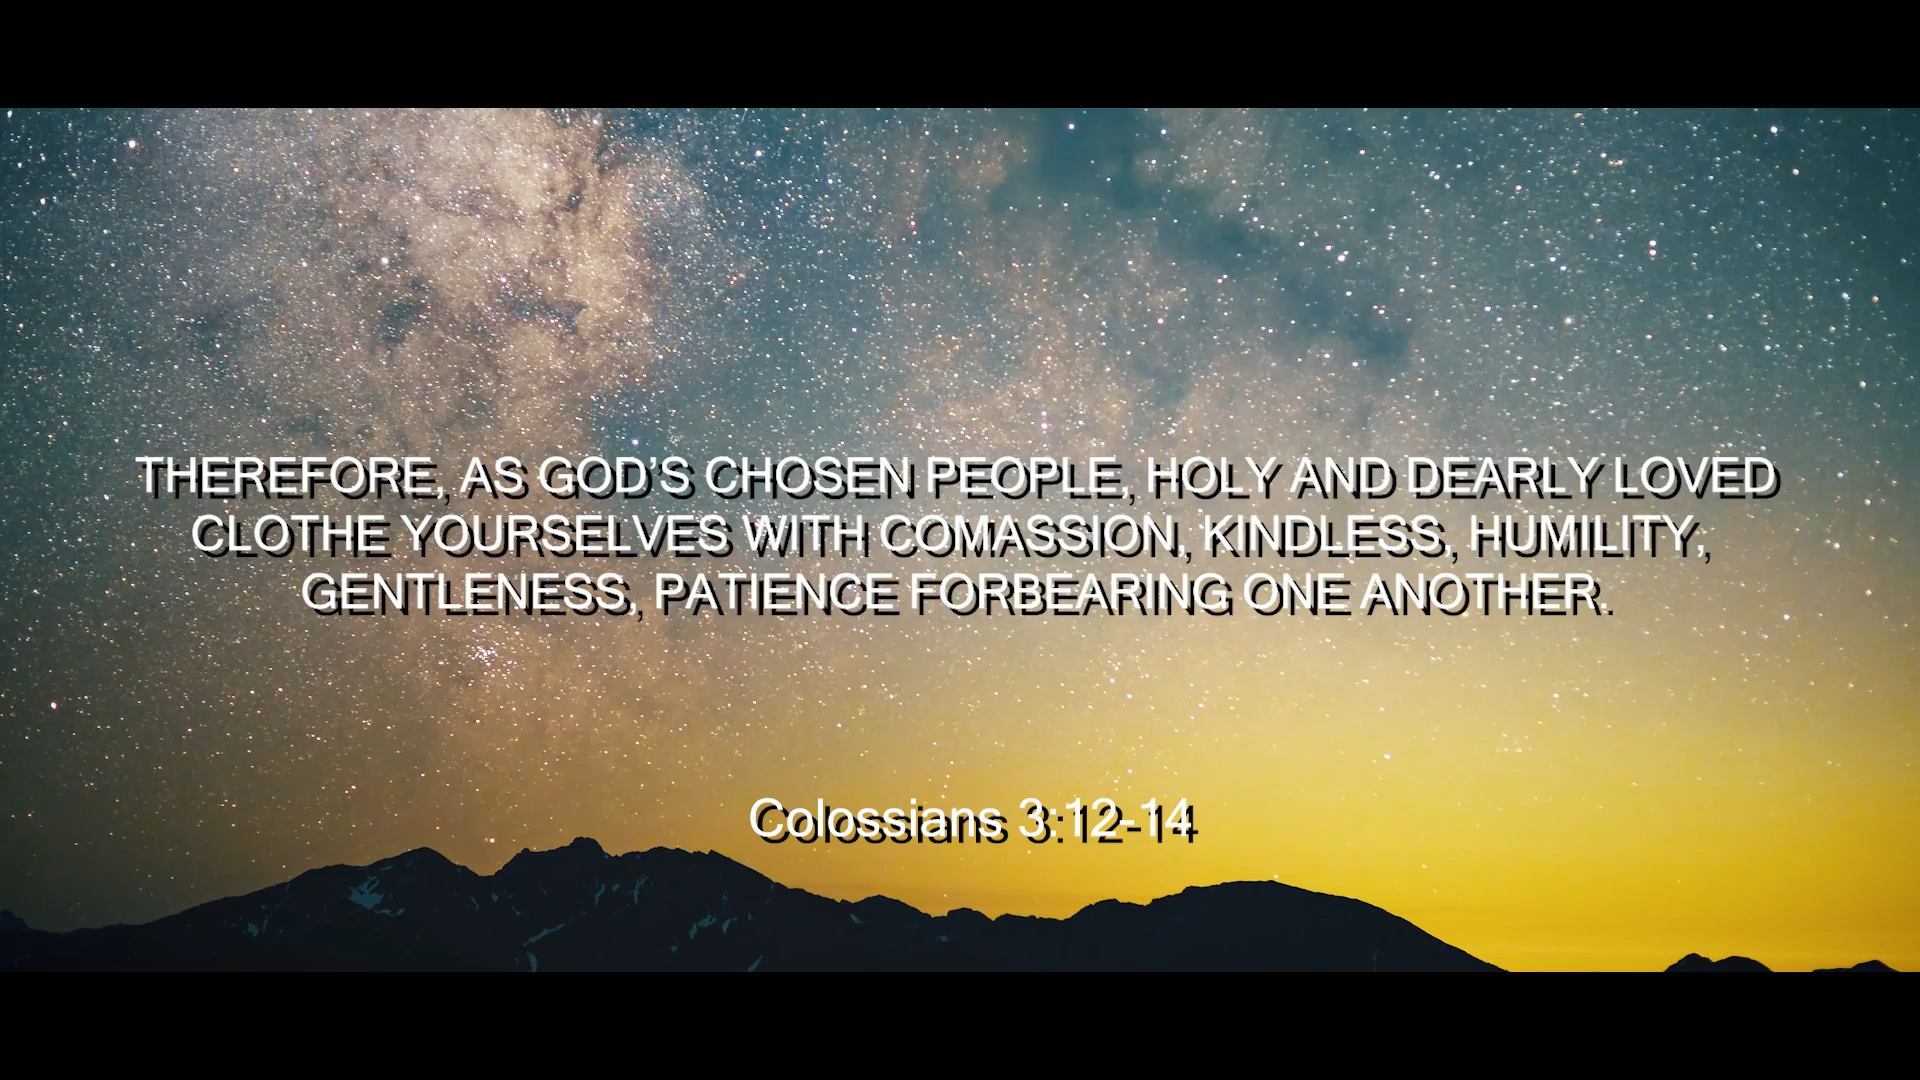 THEREFORE, AS GOD’S CHOSEN PEOPLE, HOLY AND DEARLY LOVED
CLOTHE YOURSELVES WITH COMASSION, KINDLESS, HUMILITY,
GENTLENESS, PATIENCE FORBEARING ONE ANOTHER.
Colossians 3:12-14